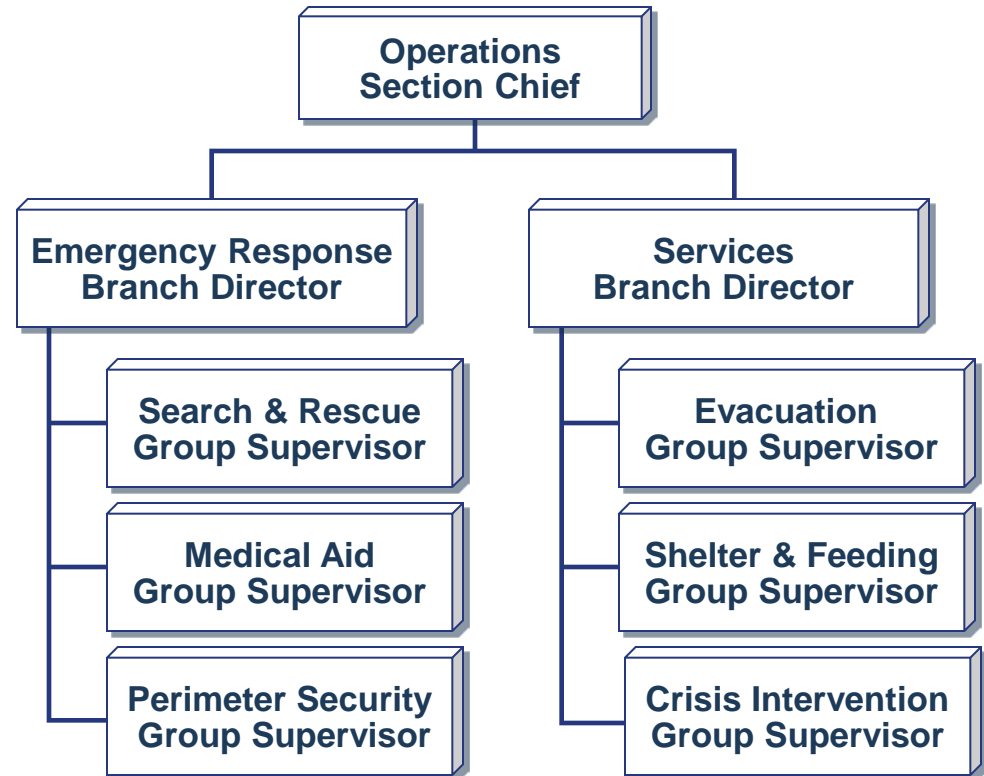 Operations
Section Chief
Emergency Response
Branch Director
Services
Branch Director
Search & Rescue
Group Supervisor
Medical Aid
Group Supervisor
Perimeter Security
Group Supervisor
Evacuation
Group Supervisor
Shelter & Feeding
Group Supervisor
Crisis Intervention
Group Supervisor